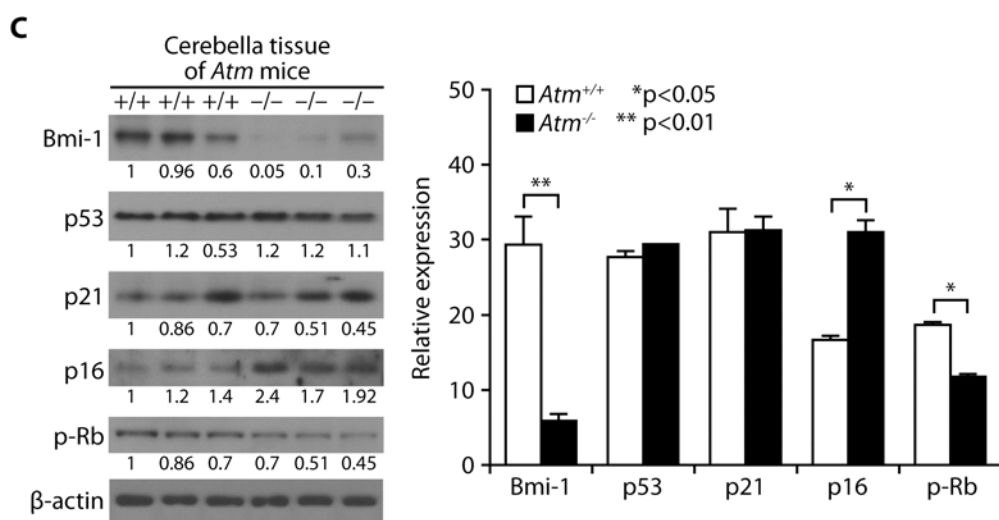 C
Cerebella tissue
of Atm mice
+/+ +/+ +/+ −/− −/− −/−
Bmi-1
1 0.96 0.6 0.05 0.1 0.3
p53
1 1.2 0.53 1.2 1.2 1.1
p21
1 0.86 0.7 0.7 0.51 0.45
p16
1 1.2 1.4 2.4 1.7 1.92
p-Rb
1 0.86 0.7 0.7 0.51 0.45
β-actin
Atm+/+ *p<0.05
Atm-/- ** p<0.01
Relative expression
50
40
30
20
10
0
**
*
*
Bmi-1 p53 p21 p16 p-Rb